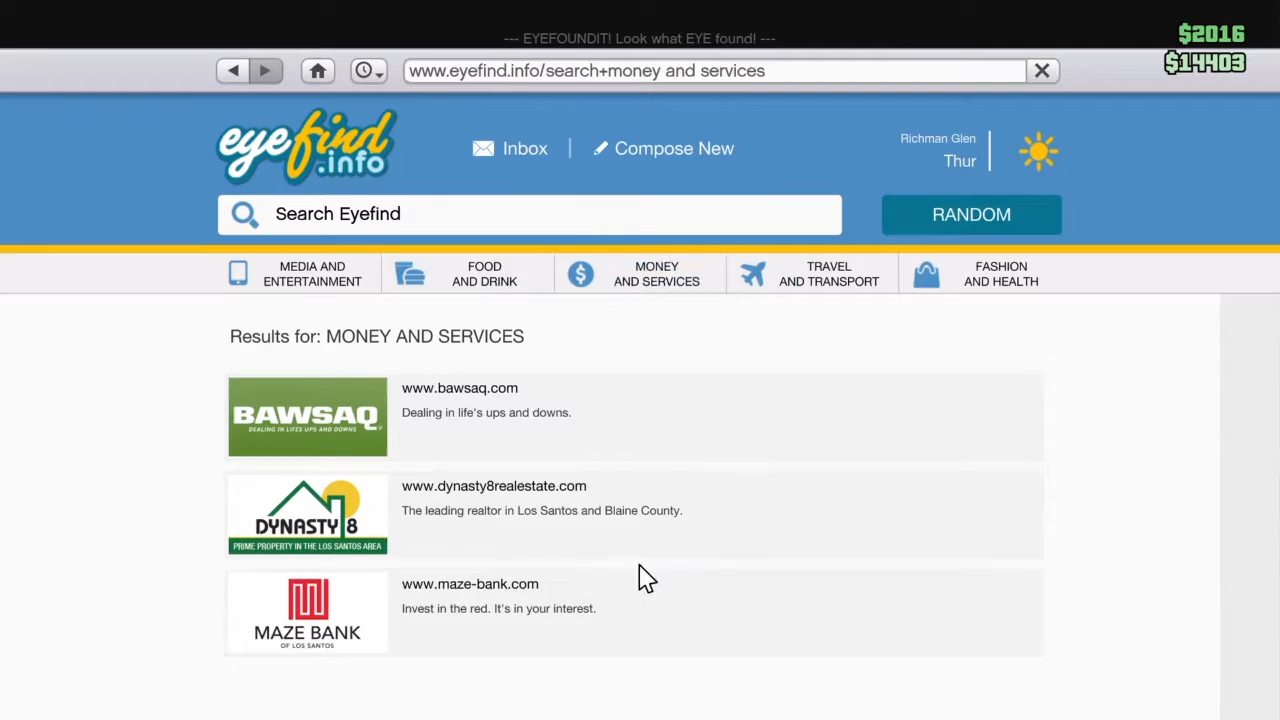 --- EYEFOUNDIT! Look what EYE found! ---
$2016
$14403
www.eyefind.info/search+money and services
eyefind
.info
Inbox
Compose New
Richman Glen
Thur
Search Eyefind
RANDOM
MEDIA AND
ENTERTAINMENT
FOOD
AND DRINK
MONEY
AND SERVICES
TRAVEL
AND TRANSPORT
FASHION
AND HEALTH
Results for: MONEY AND SERVICES
BAWSAQ
DEALING IN LIFES UPS AND DOWNS
www.bawsaq.com
Dealing in life's ups and downs.
DYNASTY 8
PRIME PROPERTY IN THE LOS SANTOS AREA
www.dynasty8realestate.com
The leading realtor in Los Santos and Blaine County.
MAZE BANK
OF LOS SANTOS
www.maze-bank.com
Invest in the red. It's in your interest.